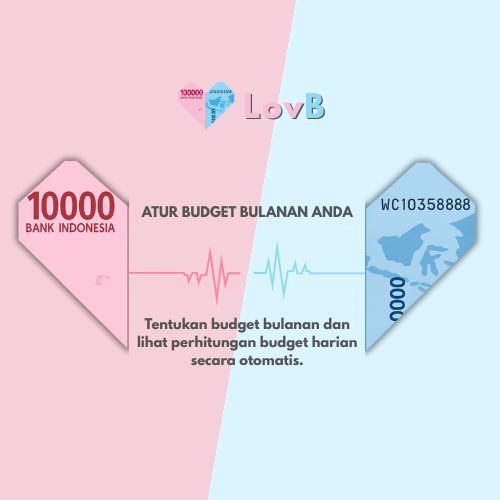 100000
WC10358888
LovB
10000
BANK INDONESIA
ATUR BUDGET BULANAN ANDA
WC10358888
0000
Tentukan budget bulanan dan
lihat perhitungan budget harian
secara otomatis.